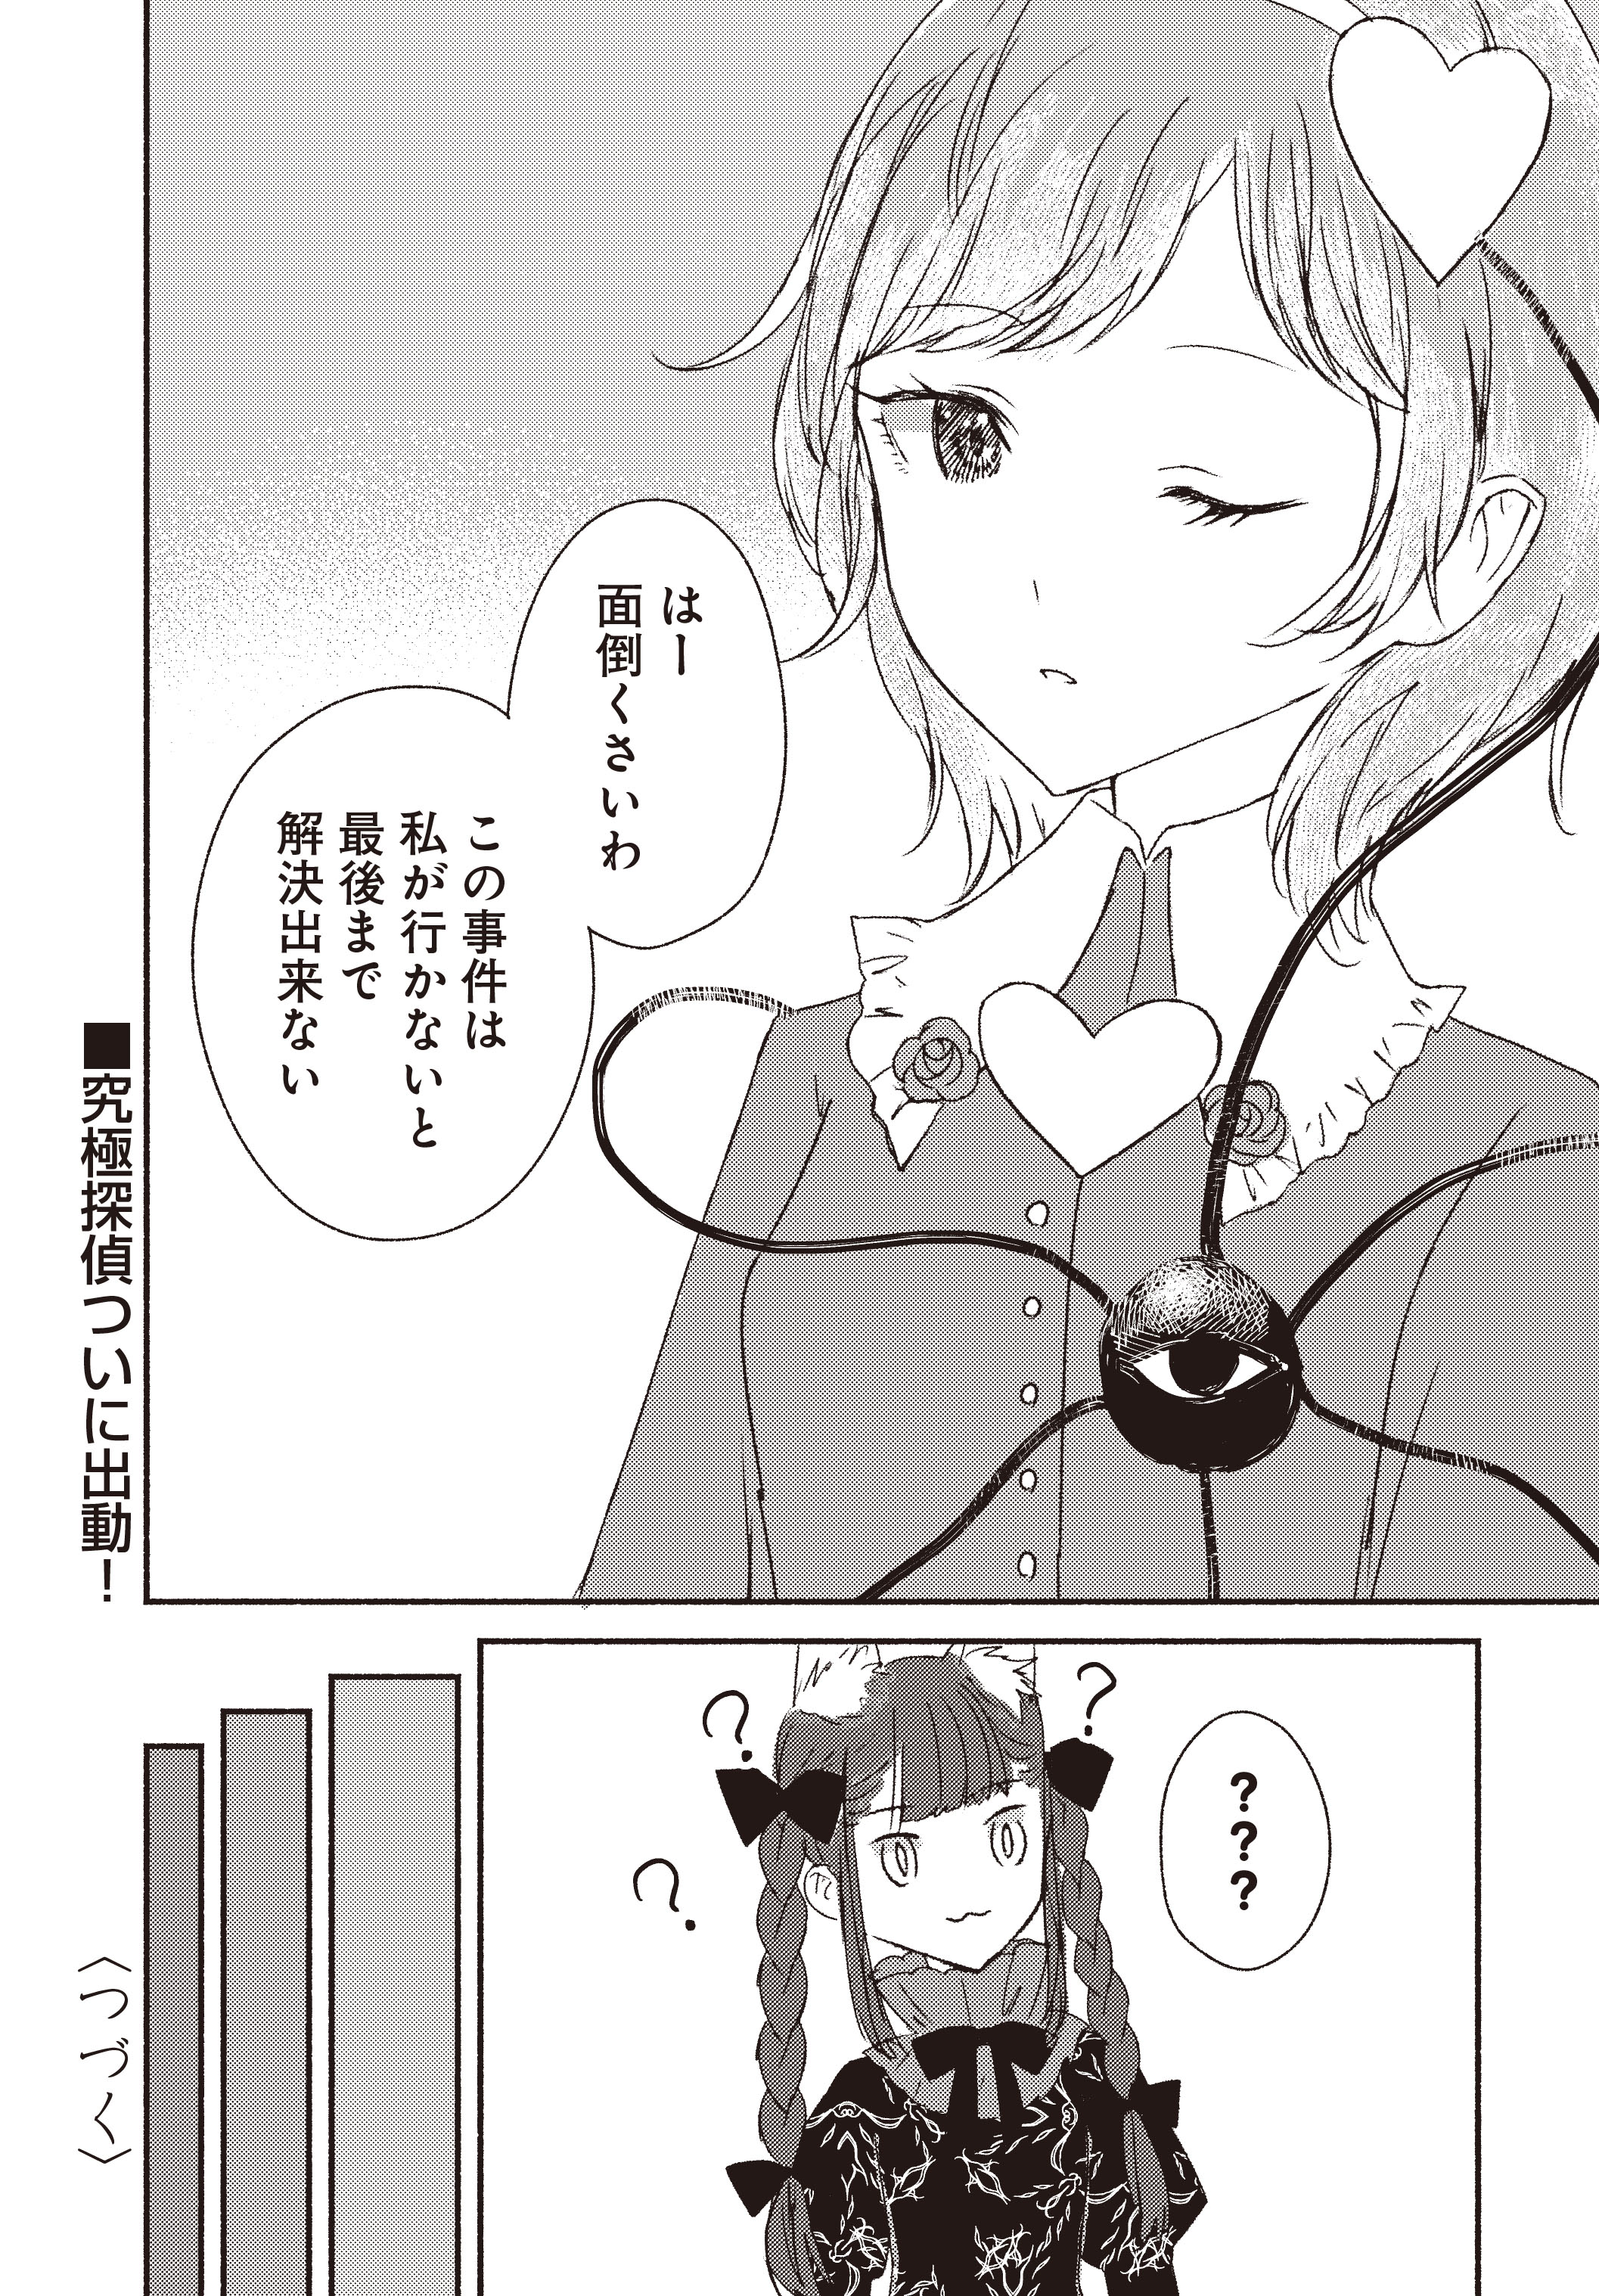 はー
面倒くさいわ
この事件は
私が行かないと
最後まで
解決出来ない
■究極探偵ついに出動！
？？？
？
？
？
〈つづく〉